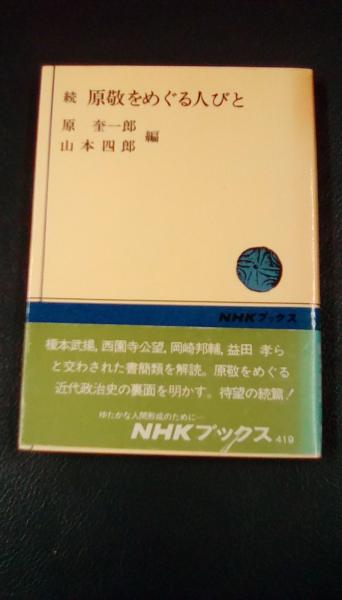 続 原敬をめぐる人びと
原 奎一郎
山本四郎 編
NHKブックス
榎本武揚, 西園寺公望, 岡崎邦輔, 益田 孝ら
と交わされた書簡類を解読。原敬をめぐる
近代政治史の裏面を明かす。待望の続篇!
ゆたかな人間形成のために—
NHKブックス 419